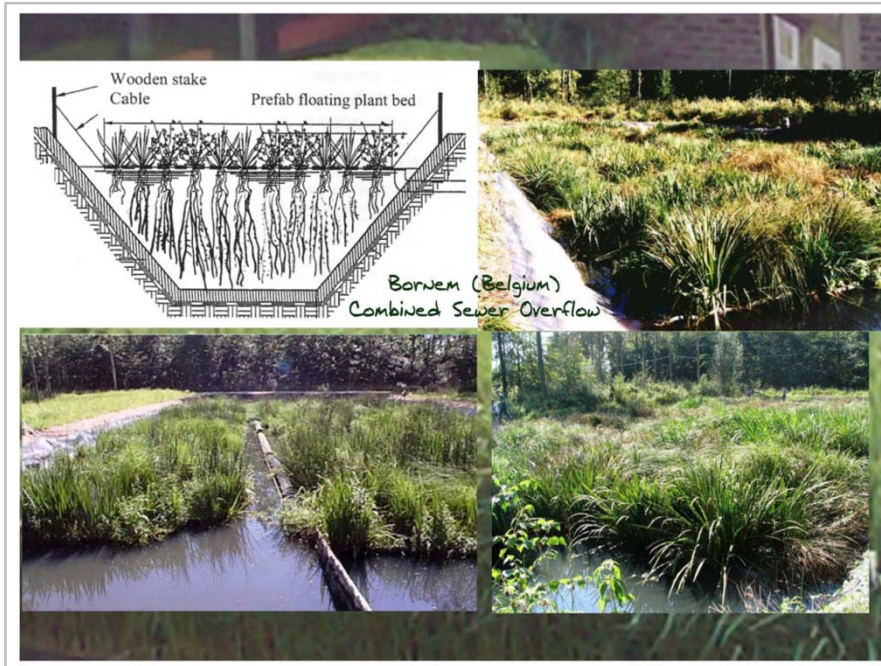 Wooden stake
Cable
Prefab floating plant bed
Bornem (Belgium)
Combined Sewer Overflow